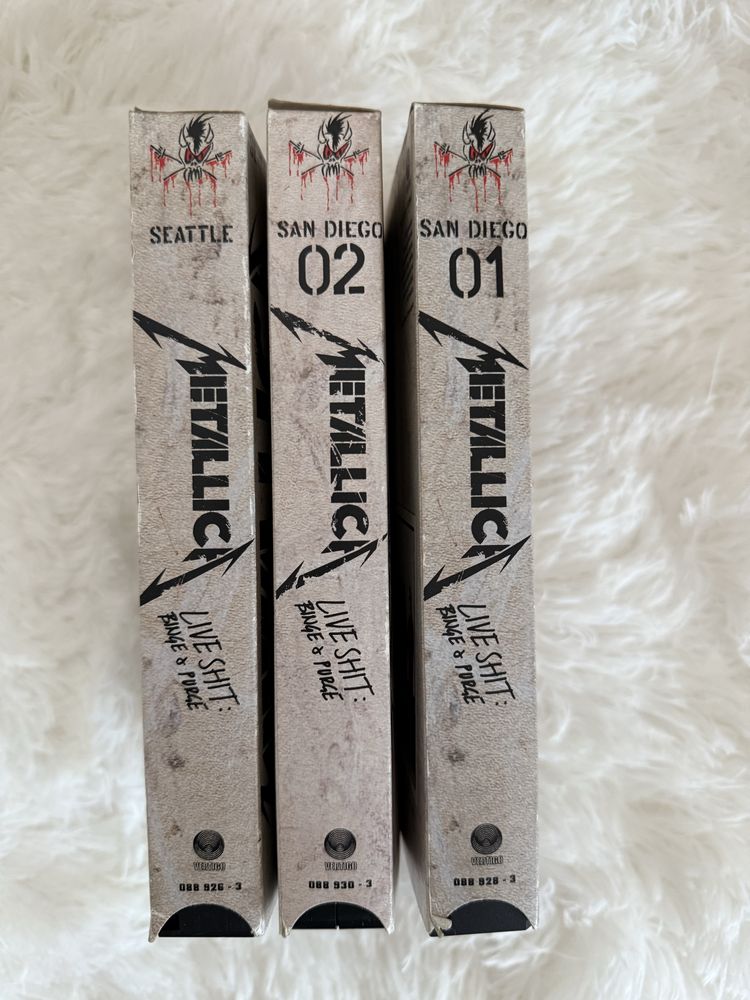 SEATTLE
METALLICA
LIVE SHIT:
BINGE & PURGE
VERTIGO
088 926 - 3
SAN DIEGO
02
METALLICA
LIVE SHIT:
BINGE & PURGE
VERTIGO
088 930 - 3
SAN DIEGO
01
METALLICA
LIVE SHIT:
BINGE & PURGE
VERTIGO
088 928 - 3